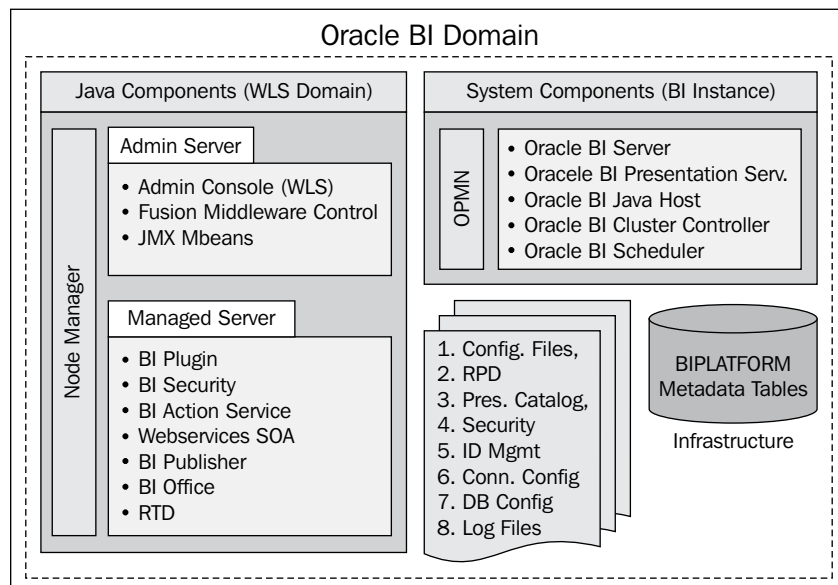 Oracle BI Domain
Java Components (WLS Domain)
Node Manager
Admin Server
• Admin Console (WLS)
• Fusion Middleware Control
• JMX Mbeans
Managed Server
• BI Plugin
• BI Security
• BI Action Service
• Webservices SOA
• BI Publisher
• BI Office
• RTD
System Components (BI Instance)
OPMN
• Oracle BI Server
• Oracele BI Presentation Serv.
• Oracle BI Java Host
• Oracle BI Cluster Controller
• Oracle BI Scheduler
1. Config. Files,
2. RPD
3. Pres. Catalog,
4. Security
5. ID Mgmt
6. Conn. Config
7. DB Config
8. Log Files
BIPLATFORM
Metadata Tables
Infrastructure